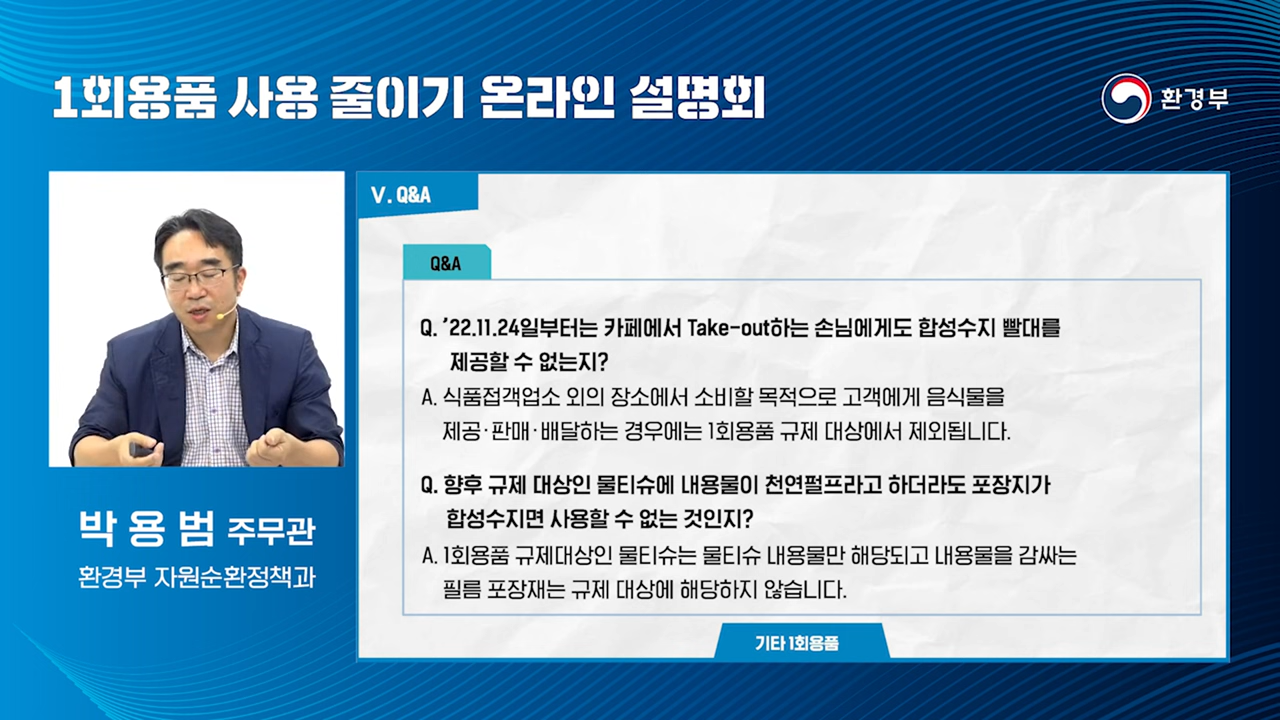 1회용품 사용 줄이기 온라인 설명회
환경부
V. Q&A
Q&A
Q. ’22.11.24일부터는 카페에서 Take-out하는 손님에게도 합성수지 빨대를
제공할 수 없는지?
A. 식품접객업소 외의 장소에서 소비할 목적으로 고객에게 음식물을
제공·판매·배달하는 경우에는 1회용품 규제 대상에서 제외됩니다.
Q. 향후 규제 대상인 물티슈에 내용물이 천연펄프라고 하더라도 포장지가
합성수지면 사용할 수 없는 것인지?
A. 1회용품 규제대상인 물티슈는 물티슈 내용물만 해당되고 내용물을 감싸는
필름 포장재는 규제 대상에 해당하지 않습니다.
기타 1회용품
박용범 주무관
환경부 자원순환정책과